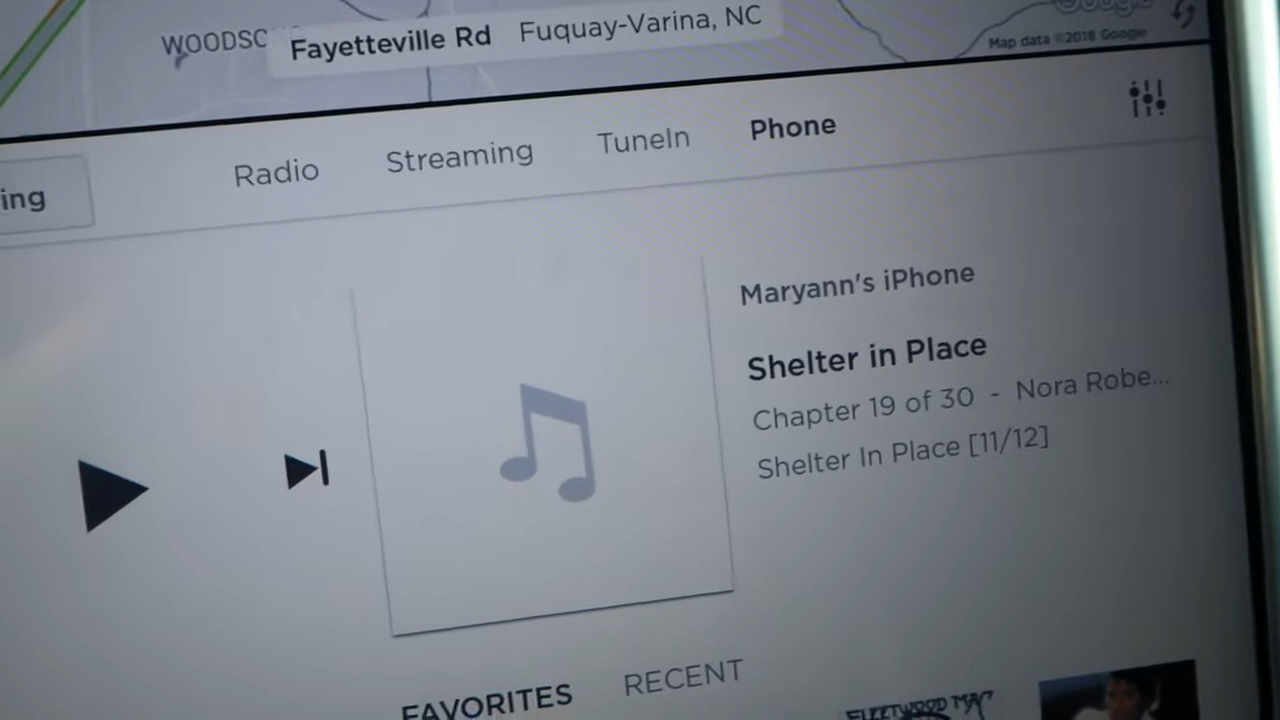 WOODSC
Fayetteville Rd Fuquay-Varina, NC
Google
Map data ©2018 Google
ing
Radio Streaming TuneIn Phone
Maryann's iPhone
Shelter in Place
Chapter 19 of 30 - Nora Robe...
Shelter In Place [11/12]
FAVORITES RECENT
FLEETWOOD MAC